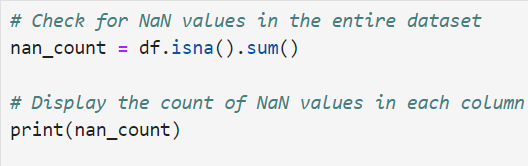 # Check for NaN values in the entire dataset
nan_count = df.isna().sum()
# Display the count of NaN values in each column
print(nan_count)